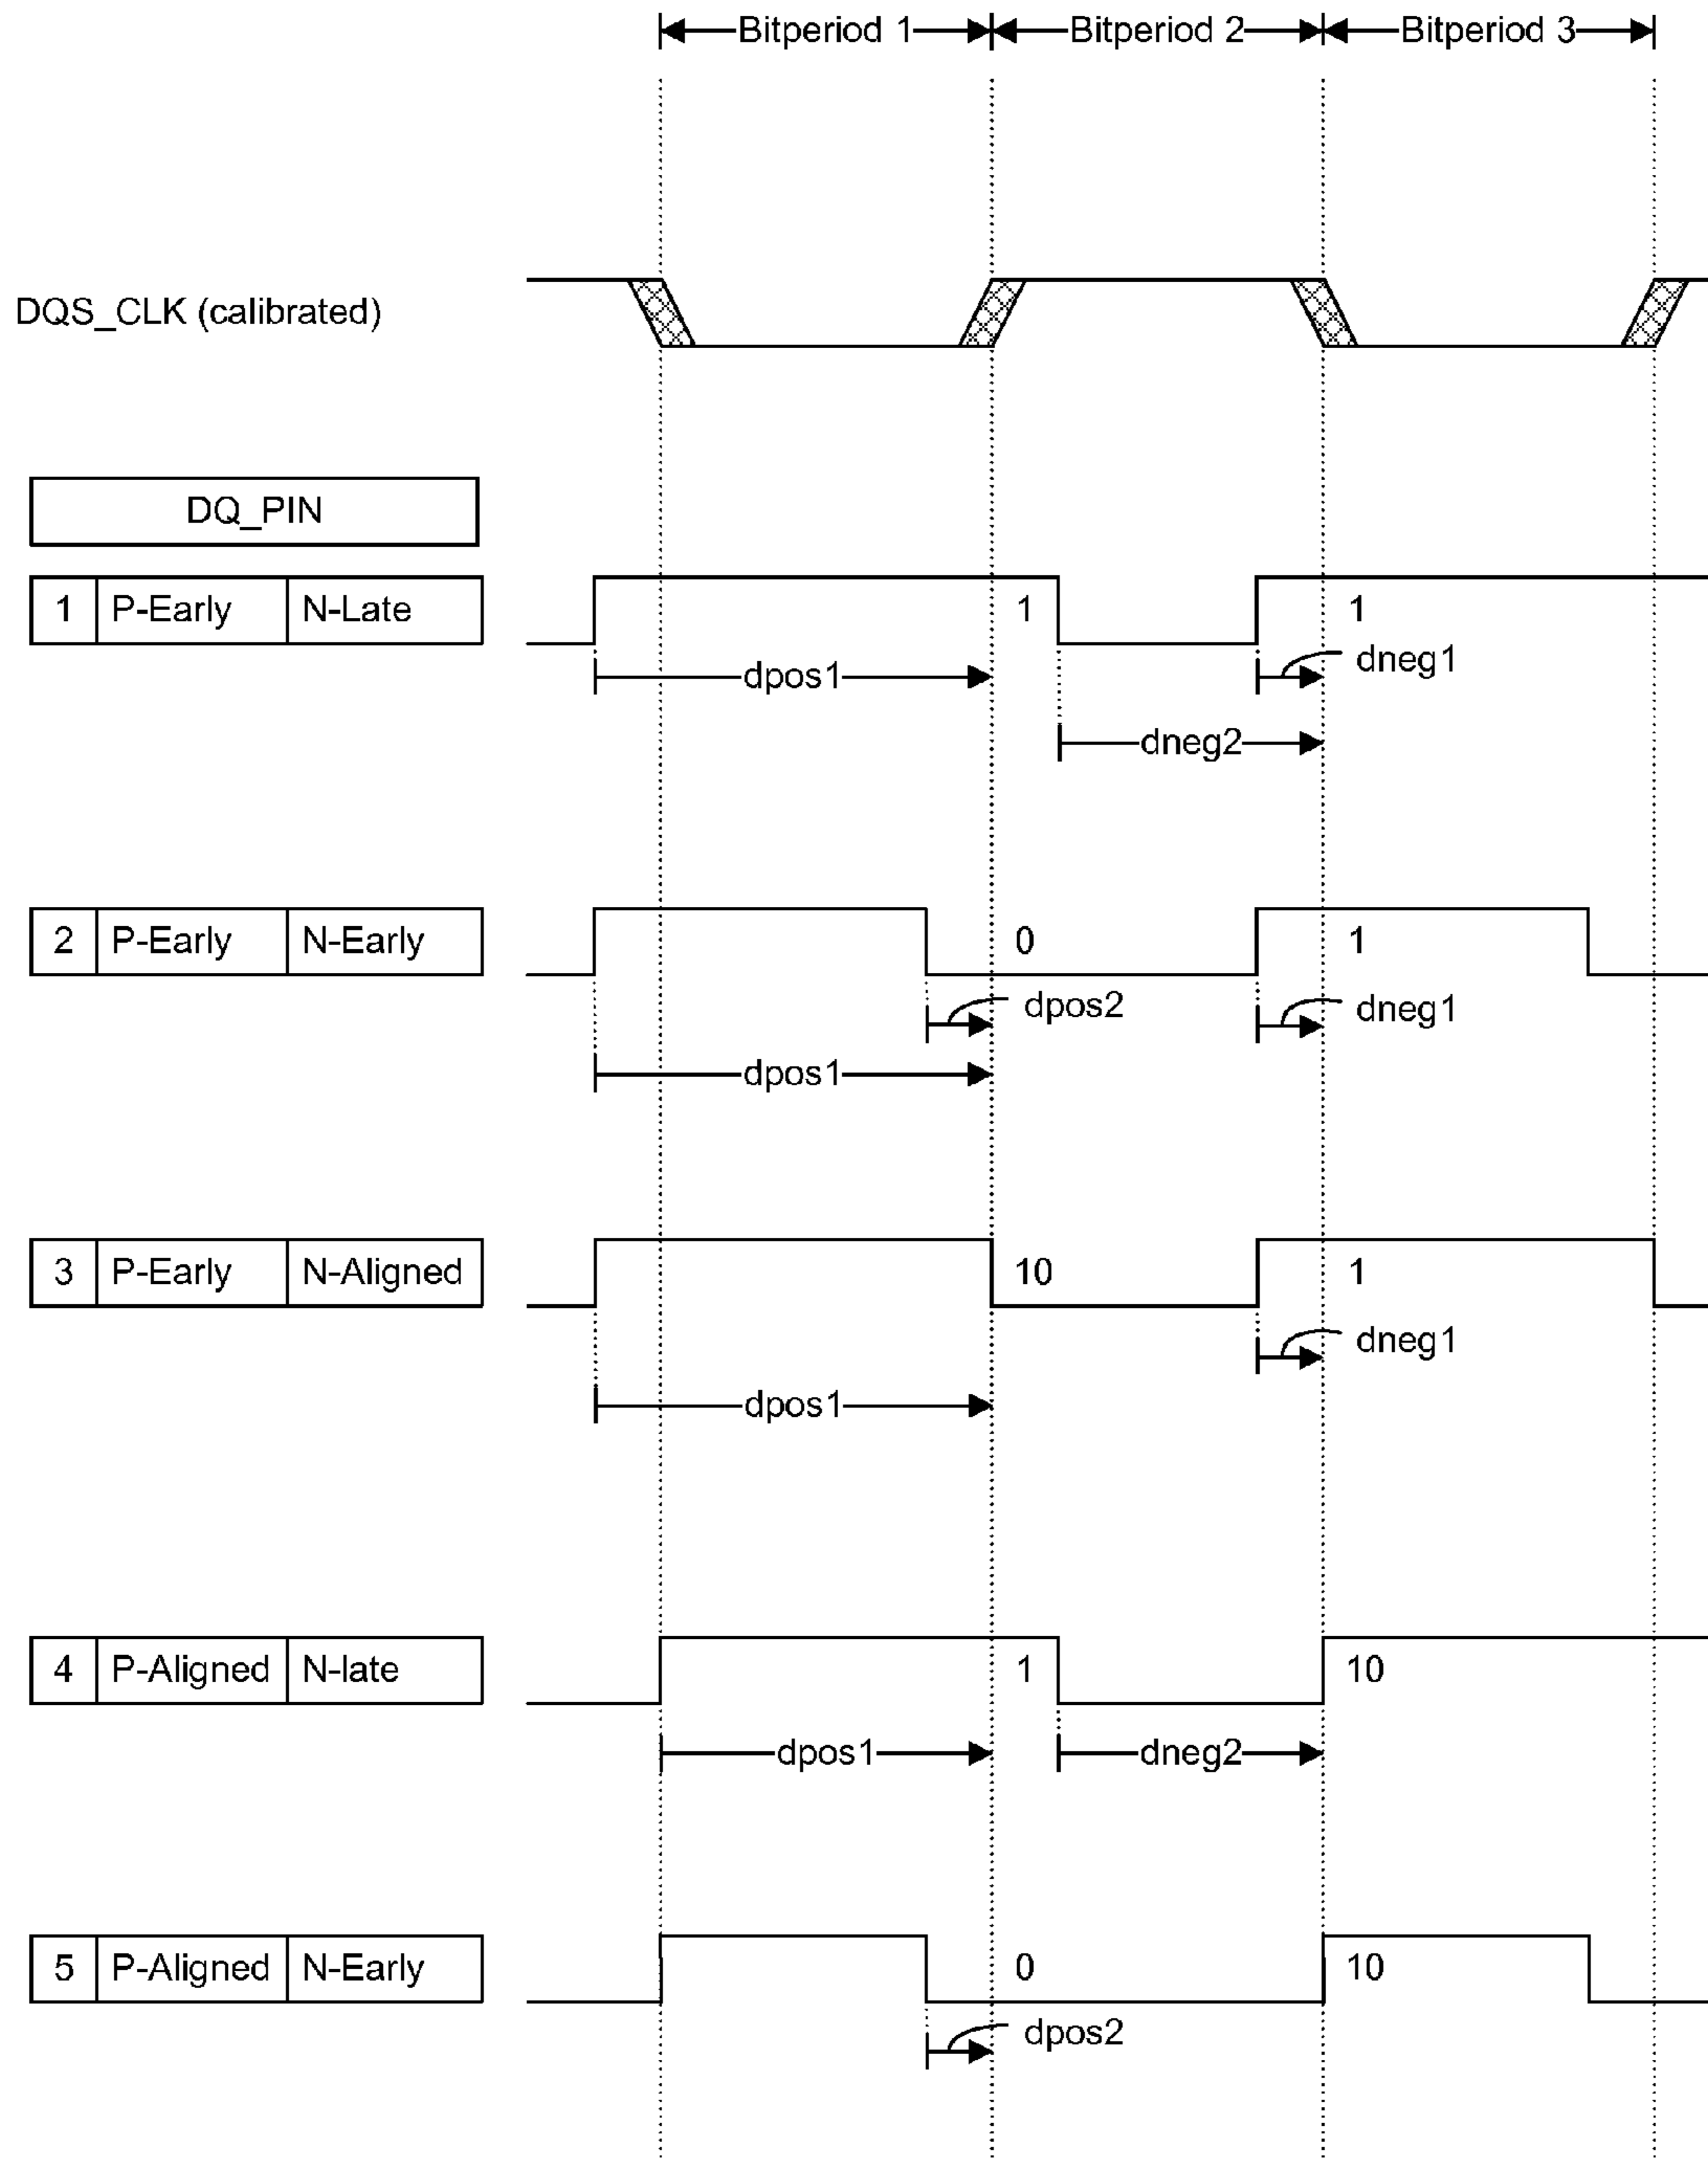 Bitperiod 1 Bitperiod 2 Bitperiod 3
DQS_CLK (calibrated)
DQ_PIN
1 P-Early N-Late 1 1
dpos1 dneg1
dneg2
2 P-Early N-Early 0 1
dpos2 dneg1
dpos1
3 P-Early N-Aligned 10 1
dneg1
dpos1
4 P-Aligned N-late 1 10
dpos1 dneg2
5 P-Aligned N-Early 0 10
dpos2